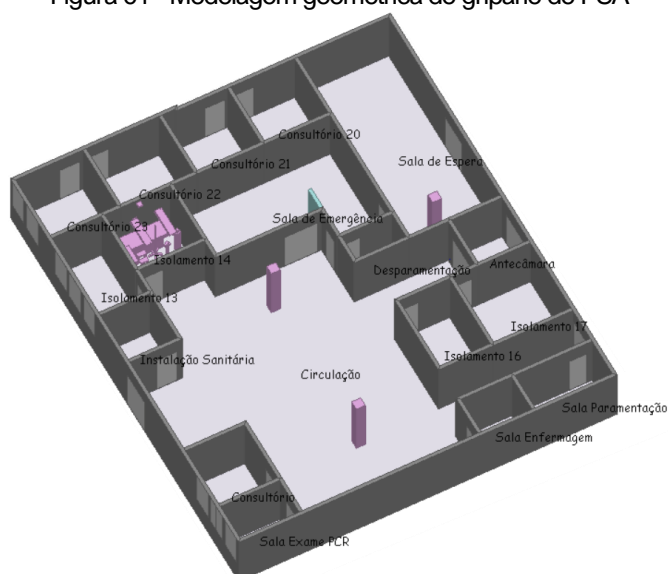 Figura 01 - Modelagem geométrica do gripário do PSA
Consultório 20
Sala de Espera
Consultório 21
Consultório 22
Sala de Emergência
Consultório 23
Isolamento 14
Desparamentação
Antecâmara
Isolamento 13
Isolamento 17
Instalação Sanitária
Isolamento 16
Circulação
Sala Paramentação
Sala Enfermagem
Consultório
Sala Exame PCR